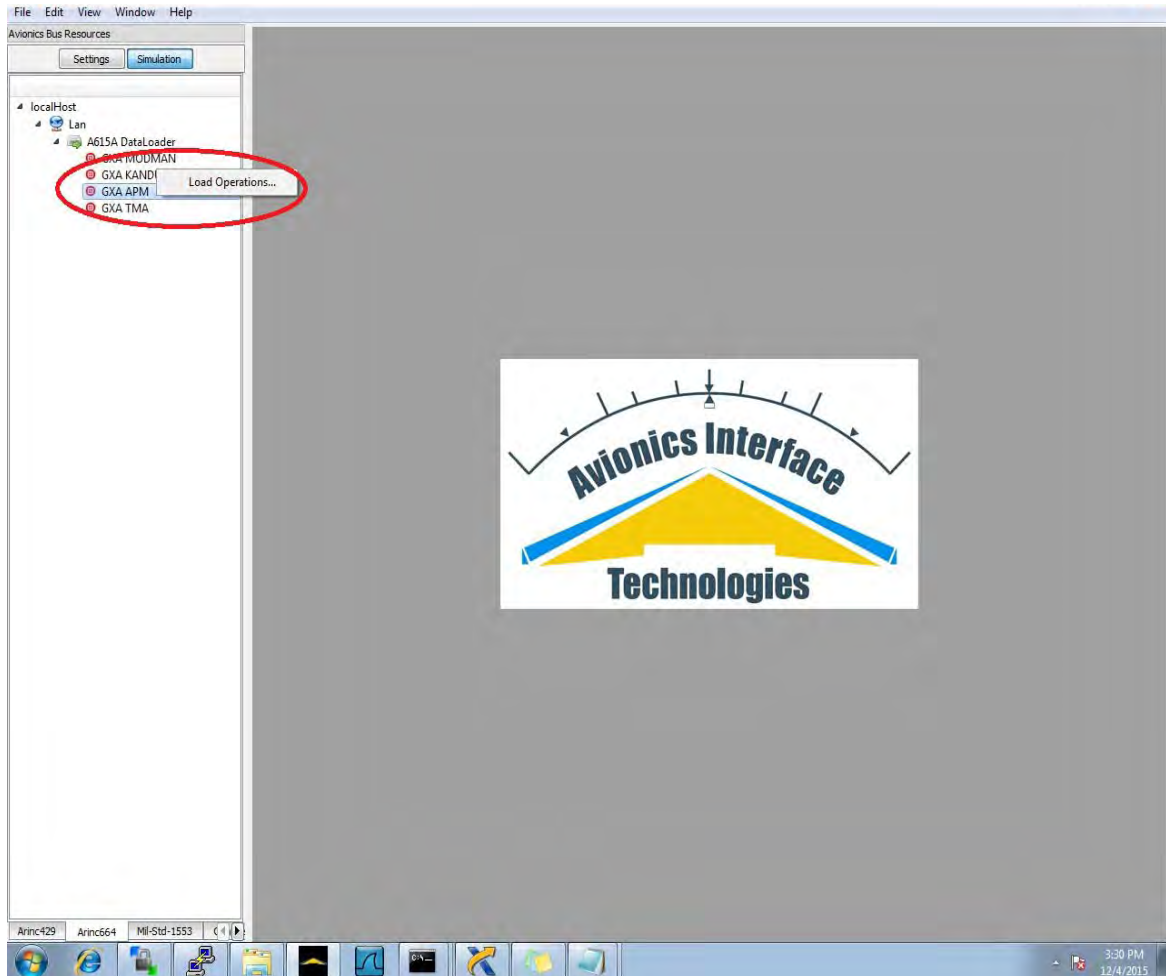 File Edit View Window Help
Avionics Bus Resources
Settings Simulation
localHost
Lan
A615A DataLoader
GXA MODMAN
GXA
Load Operations...
GXA APM
GXA TMA
Avionics Interface
Technologies
Arinc429 Arinc664 Mil-Std-1553
3:30 PM
12/4/2015